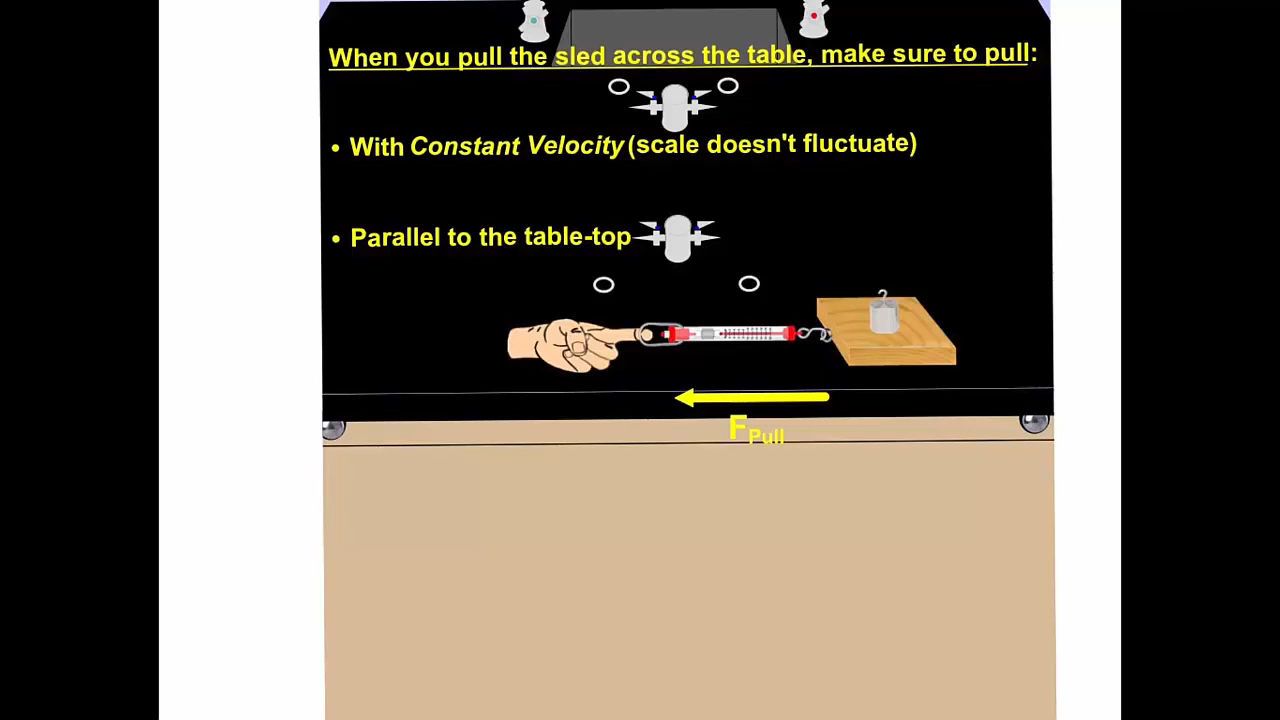 When you pull the sled across the table, make sure to pull:
• With Constant Velocity (scale doesn't fluctuate)
• Parallel to the table-top
FPull